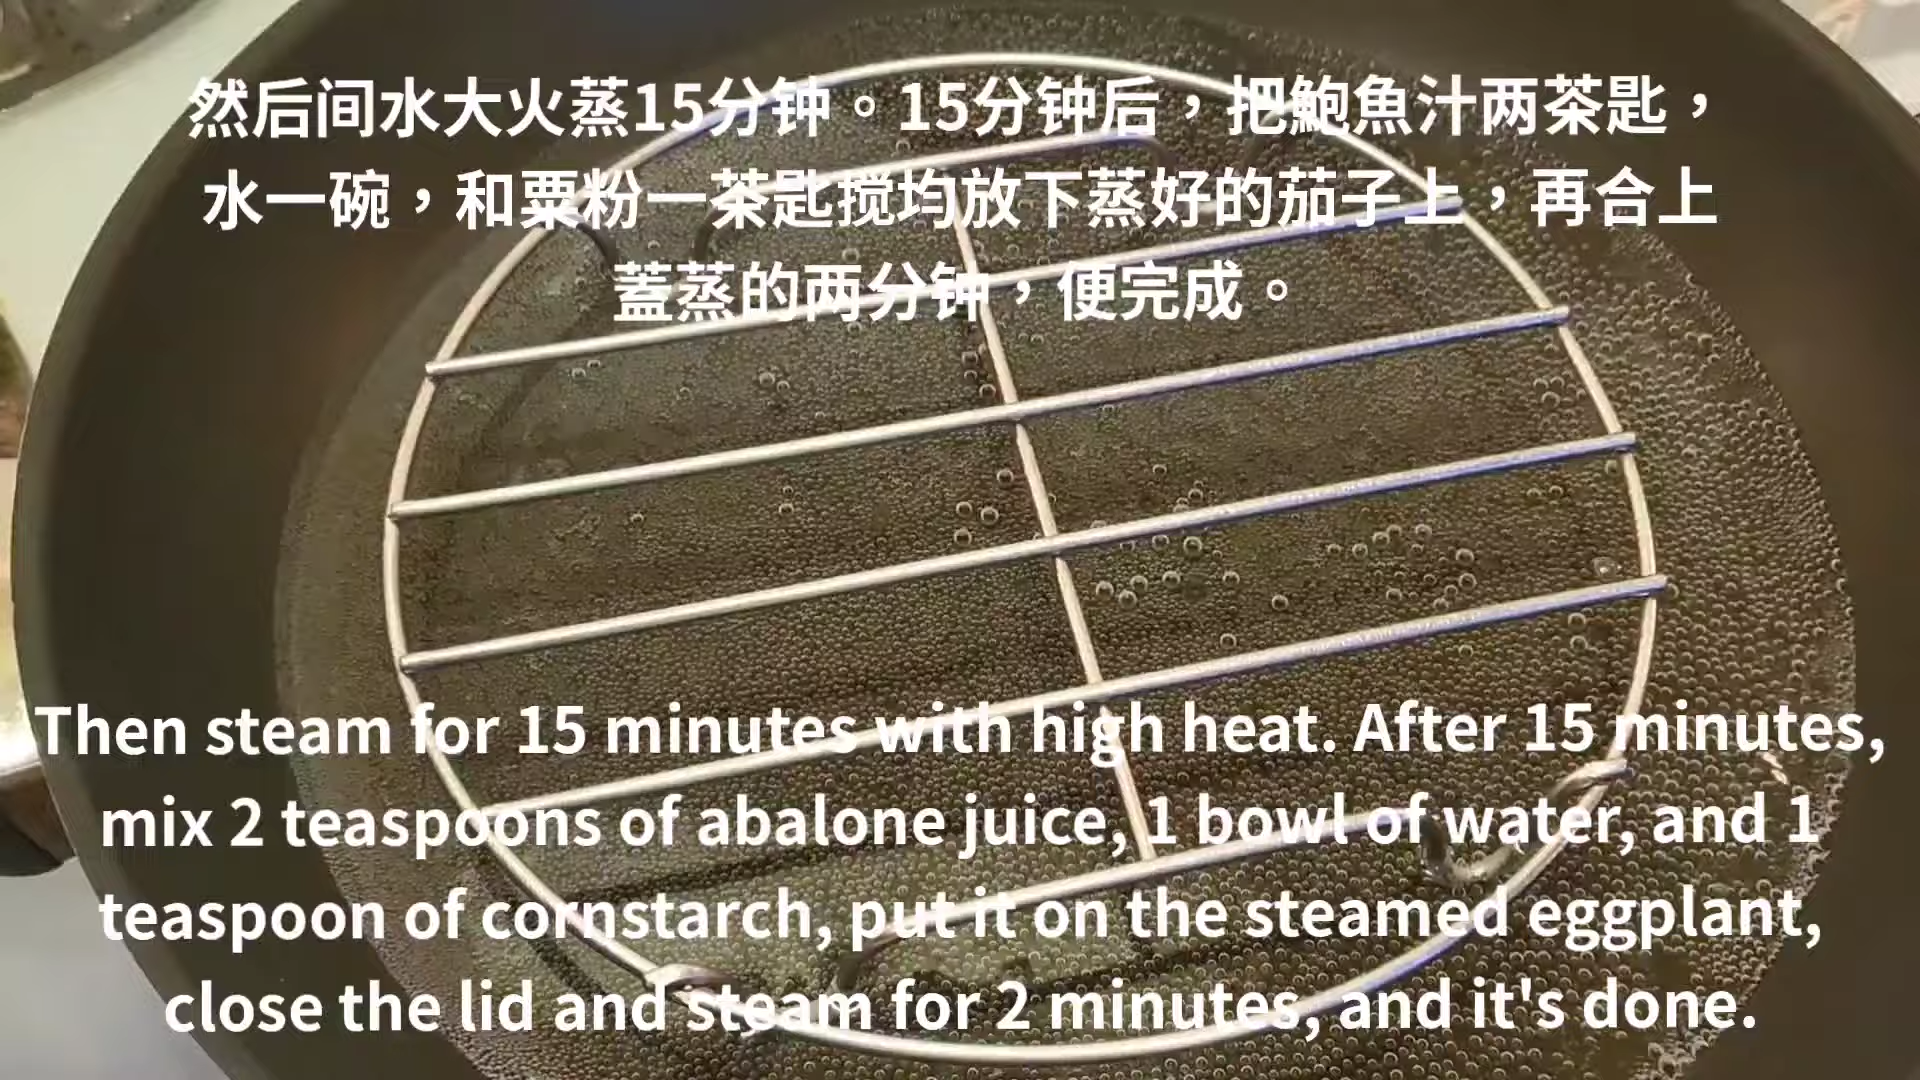 然后间水大火蒸15分钟。15分钟后，把鮑魚汁两茶匙，
水一碗，和粟粉一茶匙搅均放下蒸好的茄子上，再合上
蓋蒸的两分钟，便完成。
Then steam for 15 minutes with high heat. After 15 minutes,
mix 2 teaspoons of abalone juice, 1 bowl of water, and 1
teaspoon of cornstarch, put it on the steamed eggplant,
close the lid and steam for 2 minutes, and it's done.